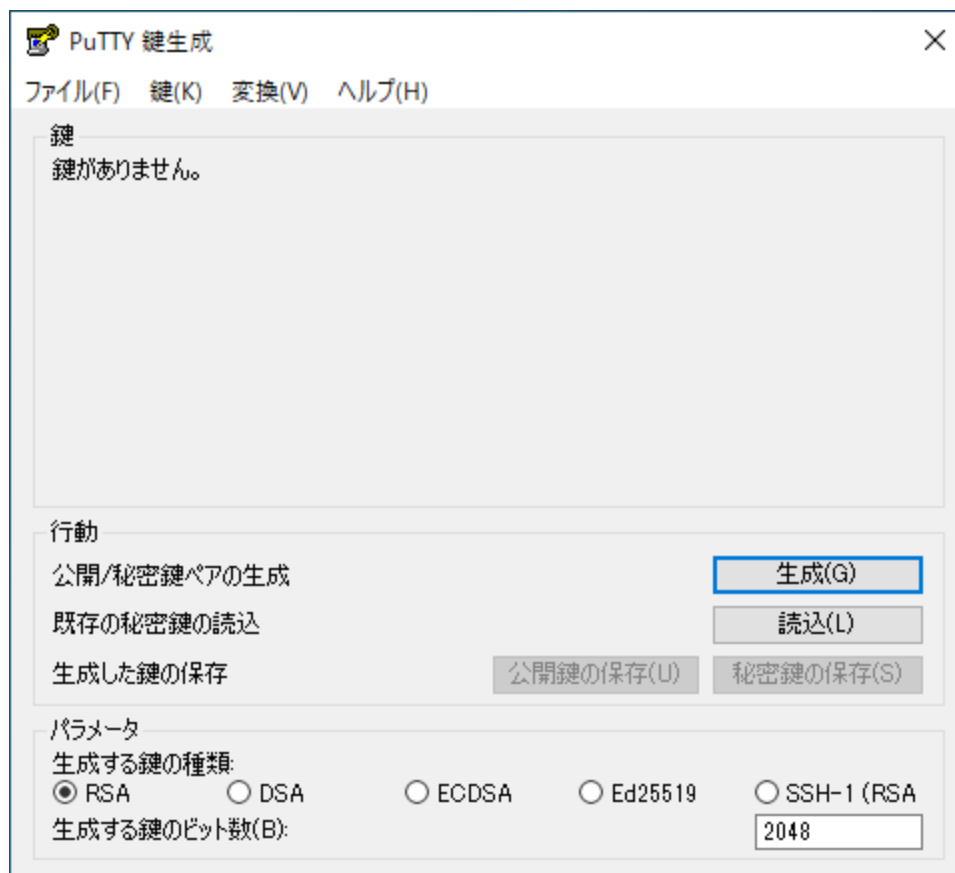 PuTTY 鍵生成
ファイル(F) 鍵(K) 変換(V) ヘルプ(H)
鍵
鍵がありません。
行動
公開/秘密鍵ペアの生成 生成(G)
既存の秘密鍵の読込 読込(L)
生成した鍵の保存 公開鍵の保存(U) 秘密鍵の保存(S)
パラメータ
生成する鍵の種類:
RSA DSA ECDSA Ed25519 SSH-1 (RSA
生成する鍵のビット数(B): 2048